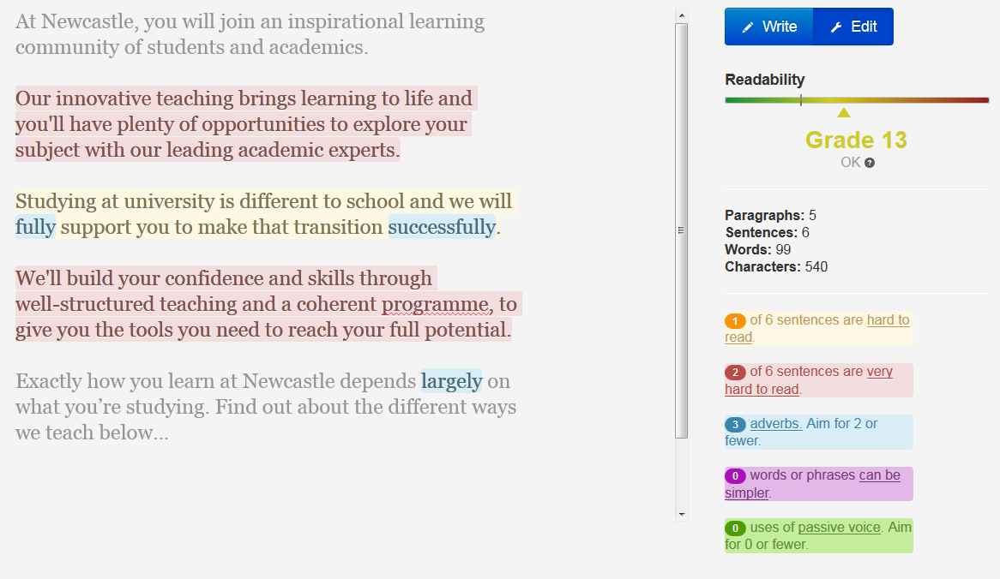 At Newcastle, you will join an inspirational learning
community of students and academics.
Our innovative teaching brings learning to life and
you'll have plenty of opportunities to explore your
subject with our leading academic experts.
Studying at university is different to school and we will
fully support you to make that transition successfully.
We'll build your confidence and skills through
well-structured teaching and a coherent programme, to
give you the tools you need to reach your full potential.
Exactly how you learn at Newcastle depends largely on
what you’re studying. Find out about the different ways
we teach below...
Write Edit
Readability
Grade 13
OK ?
Paragraphs: 5
Sentences: 6
Words: 99
Characters: 540
1 of 6 sentences are hard to
read.
2 of 6 sentences are very
hard to read.
3 adverbs. Aim for 2 or
fewer.
0 words or phrases can be
simpler.
0 uses of passive voice. Aim
for 0 or fewer.